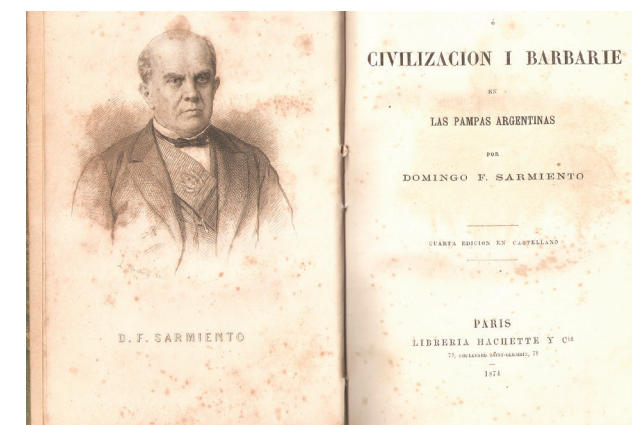 D. F. SARMIENTO
Ó
CIVILIZACION I BARBARIE
EN
LAS PAMPAS ARGENTINAS
POR
DOMINGO F. SARMIENTO
CUARTA EDICION EN CASTELLANO
PARIS
LIBRERIA HACHETTE Y Cia
79, BOULEVARD SAINT-GERMAIN, 79
1874